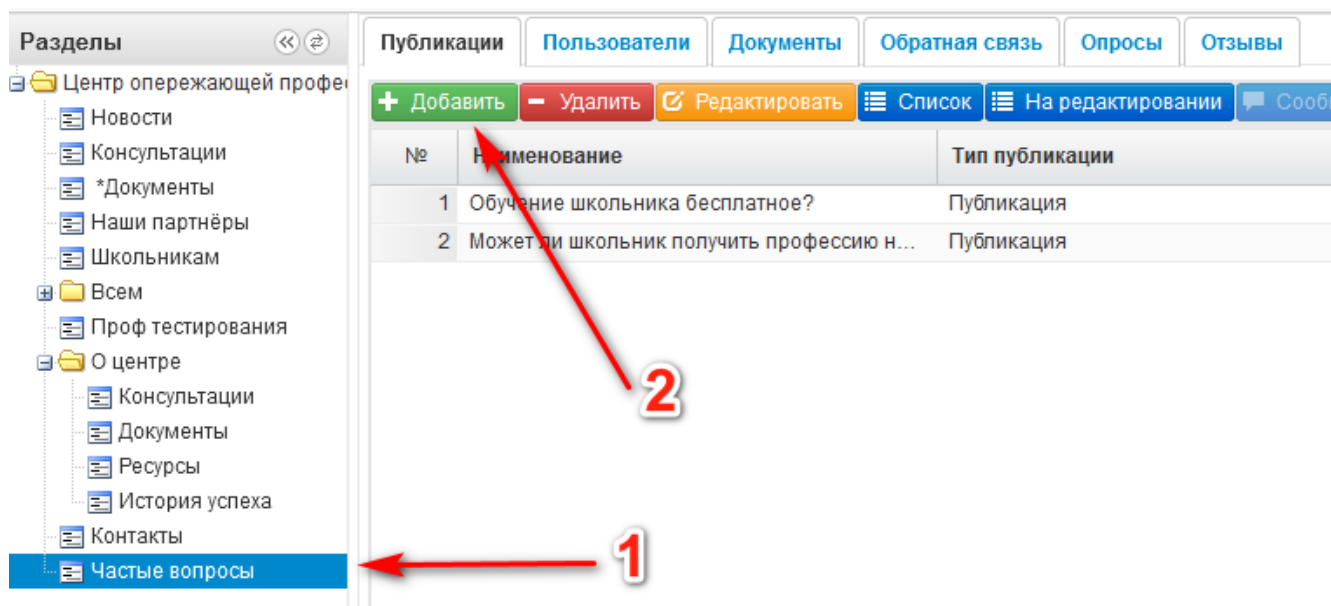 Разделы
Центр опережающей профе
Новости
Консультации
*Документы
Наши партнёры
Школьникам
Всем
Проф тестирования
О центре
Консультации
Документы
Ресурсы
История успеха
Контакты
Частые вопросы
Публикации Пользователи Документы Обратная связь Опросы Отзывы
Добавить Удалить Редактировать Список На редактировании Сооб
№ Наименование Тип публикации
1 Обучение школьника бесплатное? Публикация
2 Может ли школьник получить профессию н... Публикация
2
1